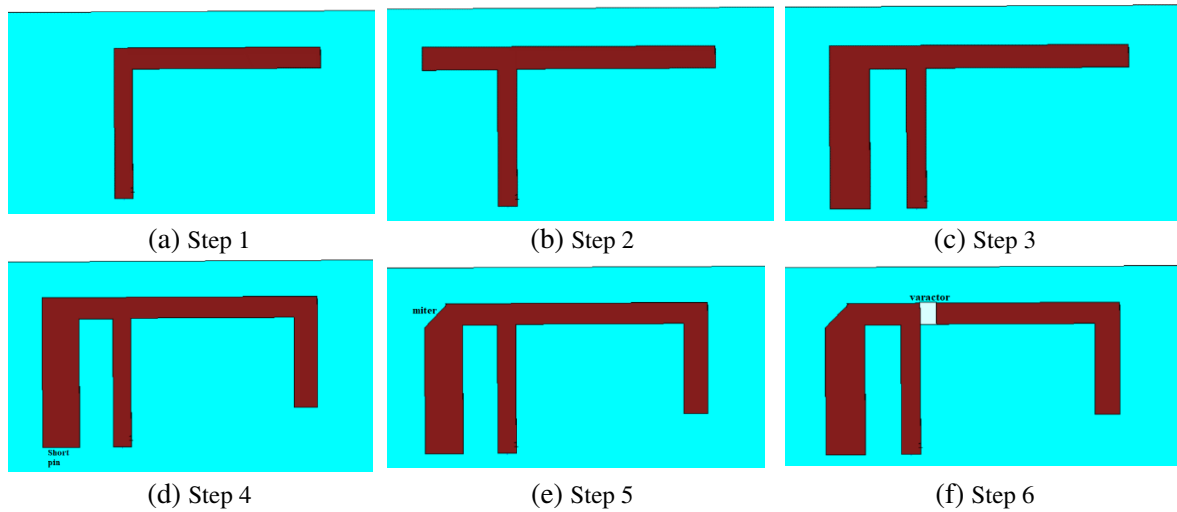 (a) Step 1
(b) Step 2
(c) Step 3
Short
pin
miter
varactor
(d) Step 4
(e) Step 5
(f) Step 6